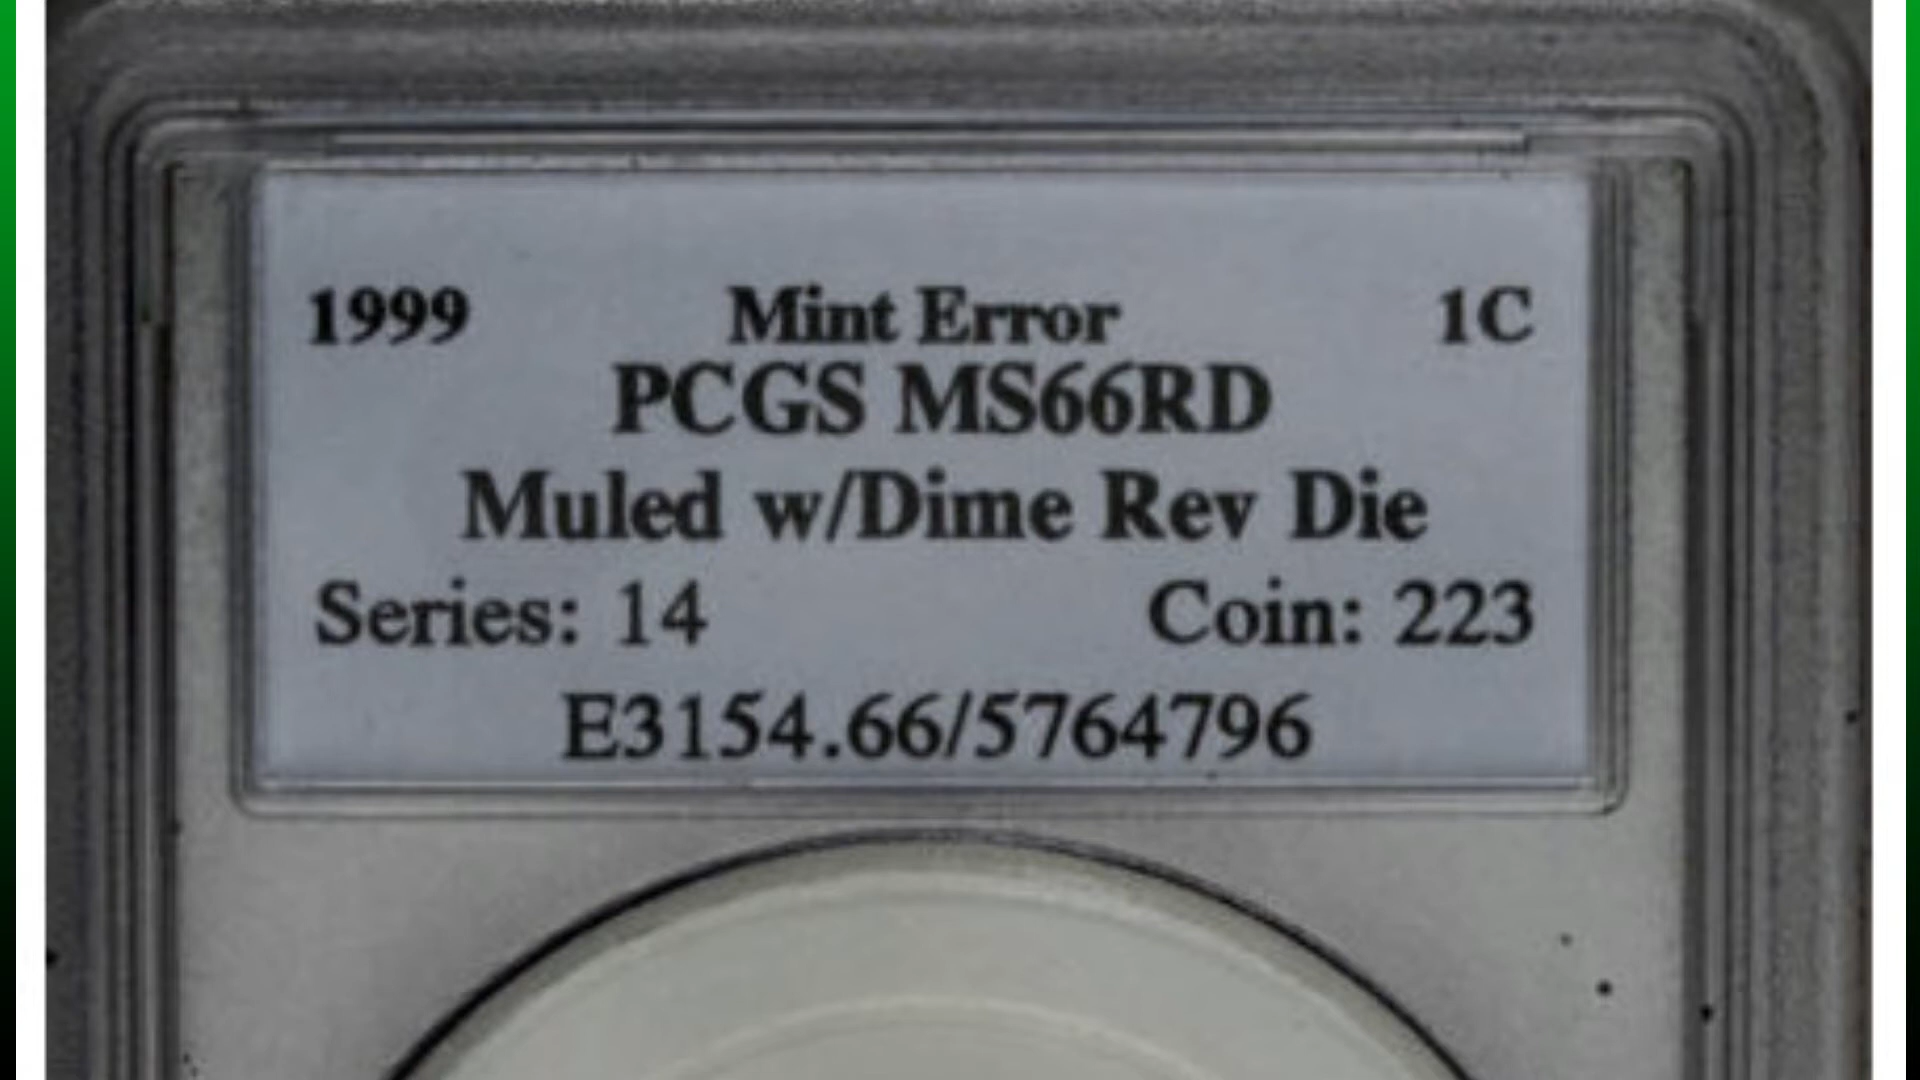 1999 Mint Error 1C
PCGS MS66RD
Muled w/Dime Rev Die
Series: 14 Coin: 223
E3154.66/5764796